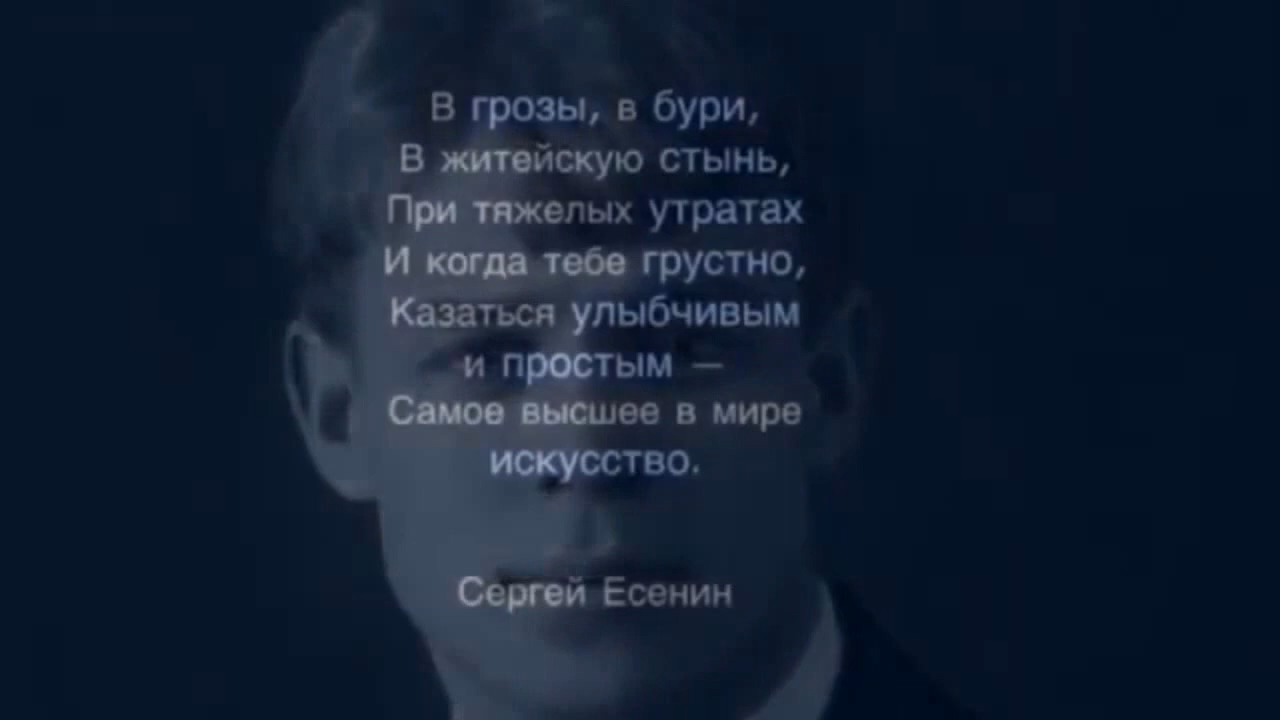 В грозы, в бури,
В житейскую стынь,
При тяжелых утратах
И когда тебе грустно,
Казаться улыбчивым
и простым —
Самое высшее в мире
искусство.
Сергей Есенин